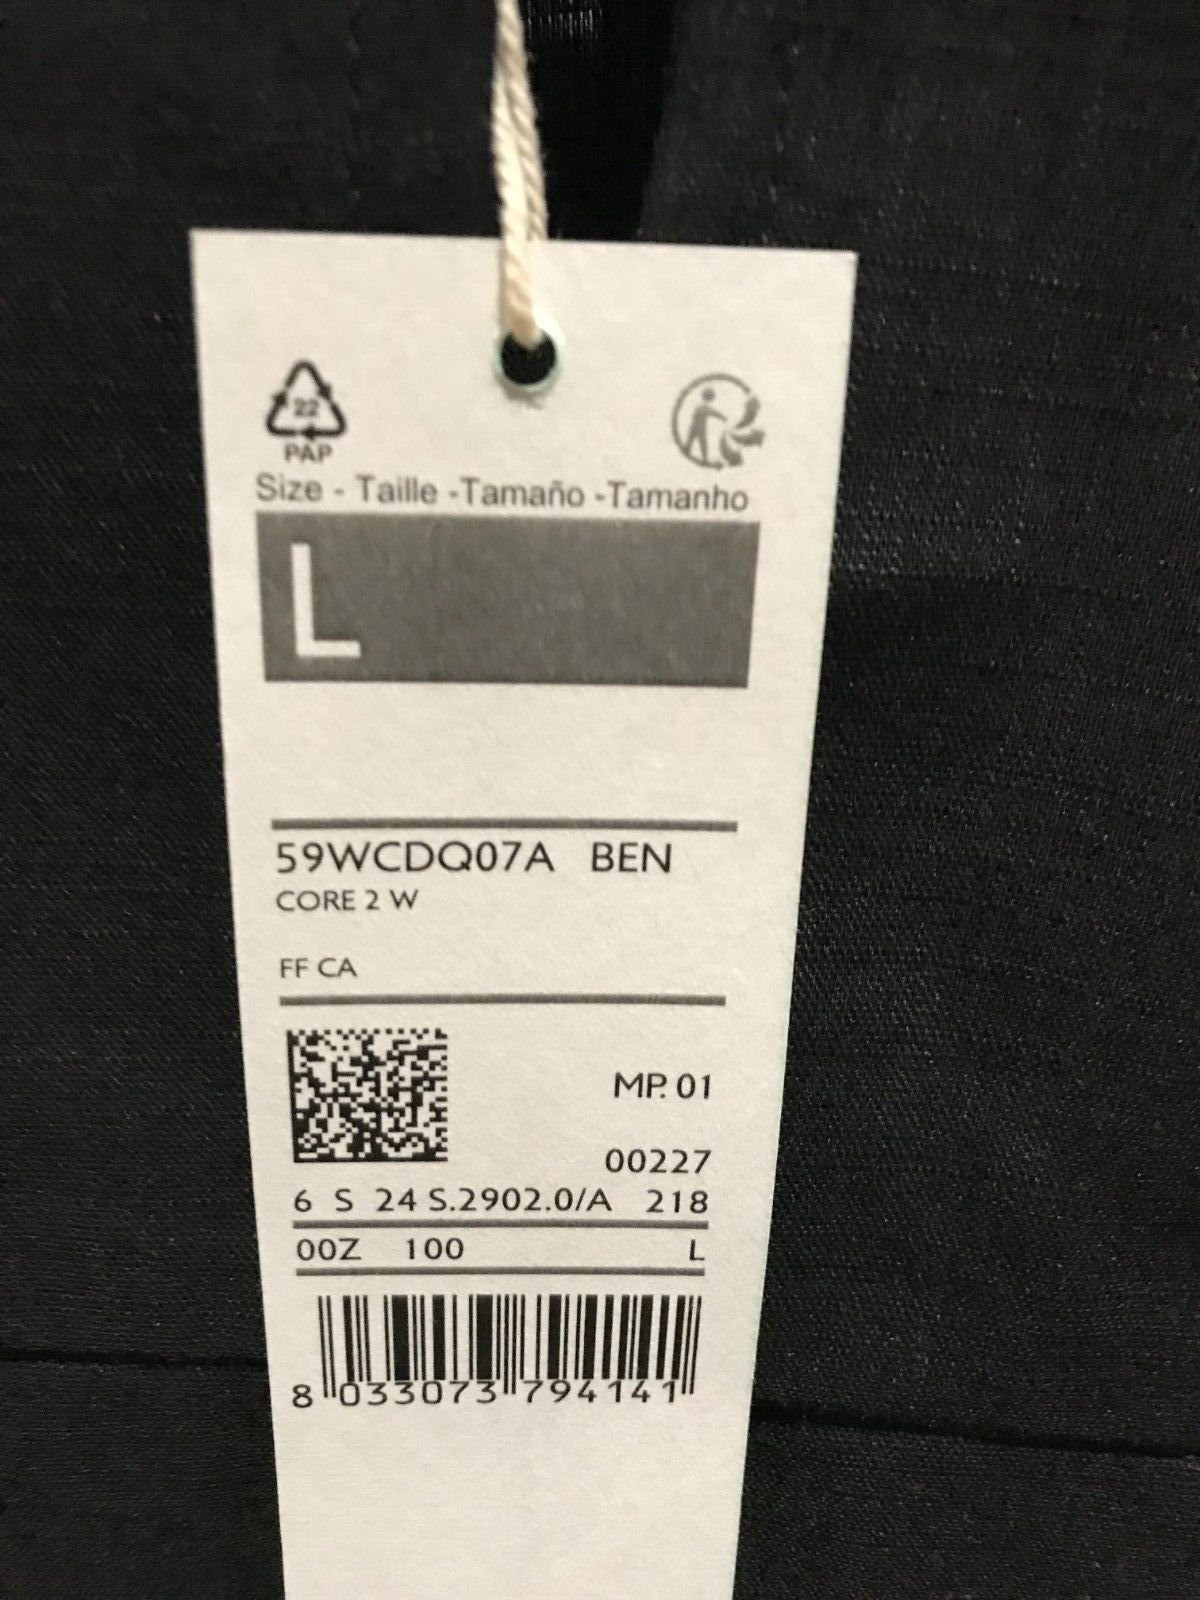 22
PAP
Size - Taille -Tamaño -Tamanho
L
59WCDQ07A BEN
CORE 2 W
FF CA
MP. 01
00227
6 S 24 S.2902.0/A 218
00Z 100 L
8 033073 794141